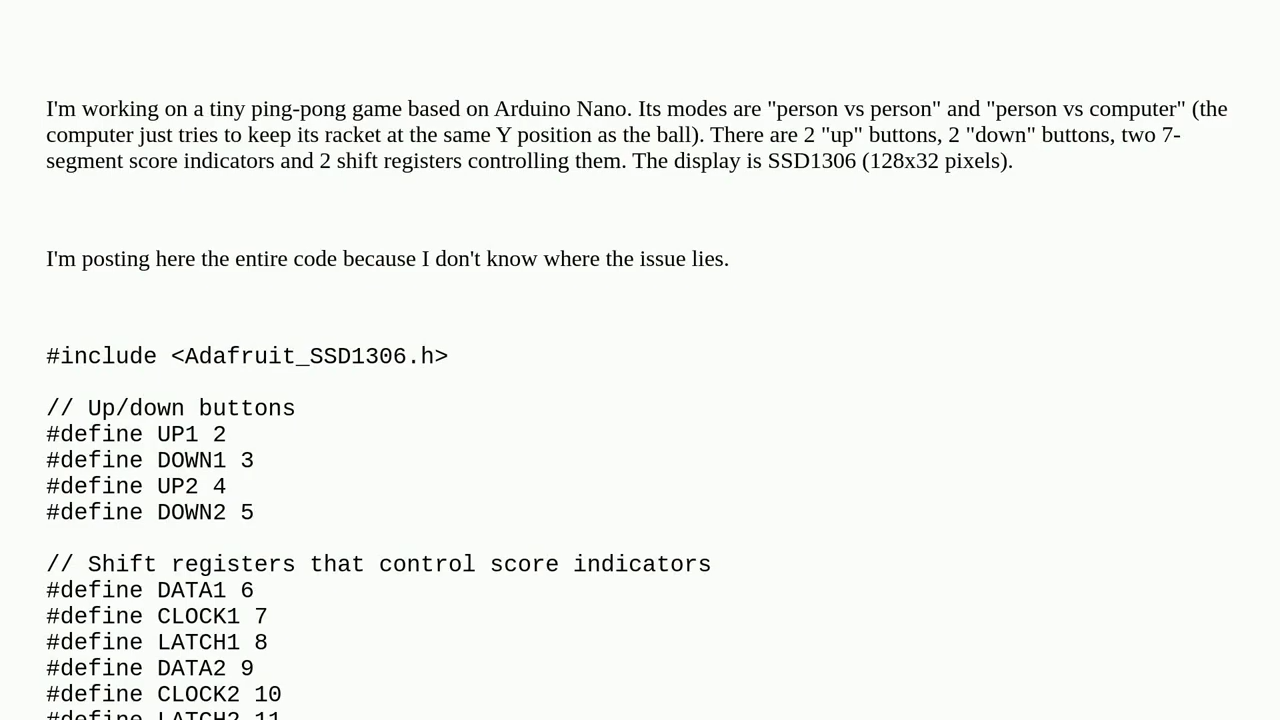 I'm working on a tiny ping-pong game based on Arduino Nano. Its modes are "person vs person" and "person vs computer" (the
computer just tries to keep its racket at the same Y position as the ball). There are 2 "up" buttons, 2 "down" buttons, two 7-
segment score indicators and 2 shift registers controlling them. The display is SSD1306 (128x32 pixels).
I'm posting here the entire code because I don't know where the issue lies.
#include <Adafruit_SSD1306.h>
// Up/down buttons
#define UP1 2
#define DOWN1 3
#define UP2 4
#define DOWN2 5
// Shift registers that control score indicators
#define DATA1 6
#define CLOCK1 7
#define LATCH1 8
#define DATA2 9
#define CLOCK2 10
#define LATCH2 11